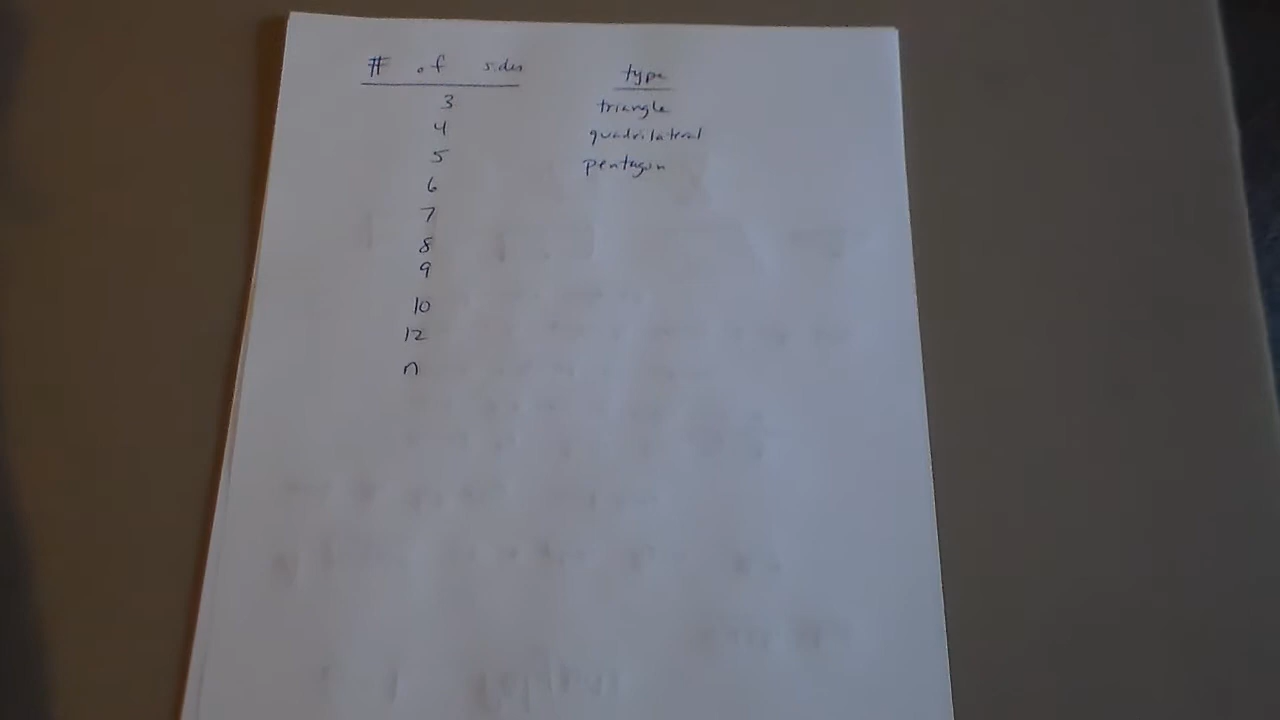 # of sides type
3 triangle
4 quadrilateral
5 pentagon
6
7
8
9
10
12
n